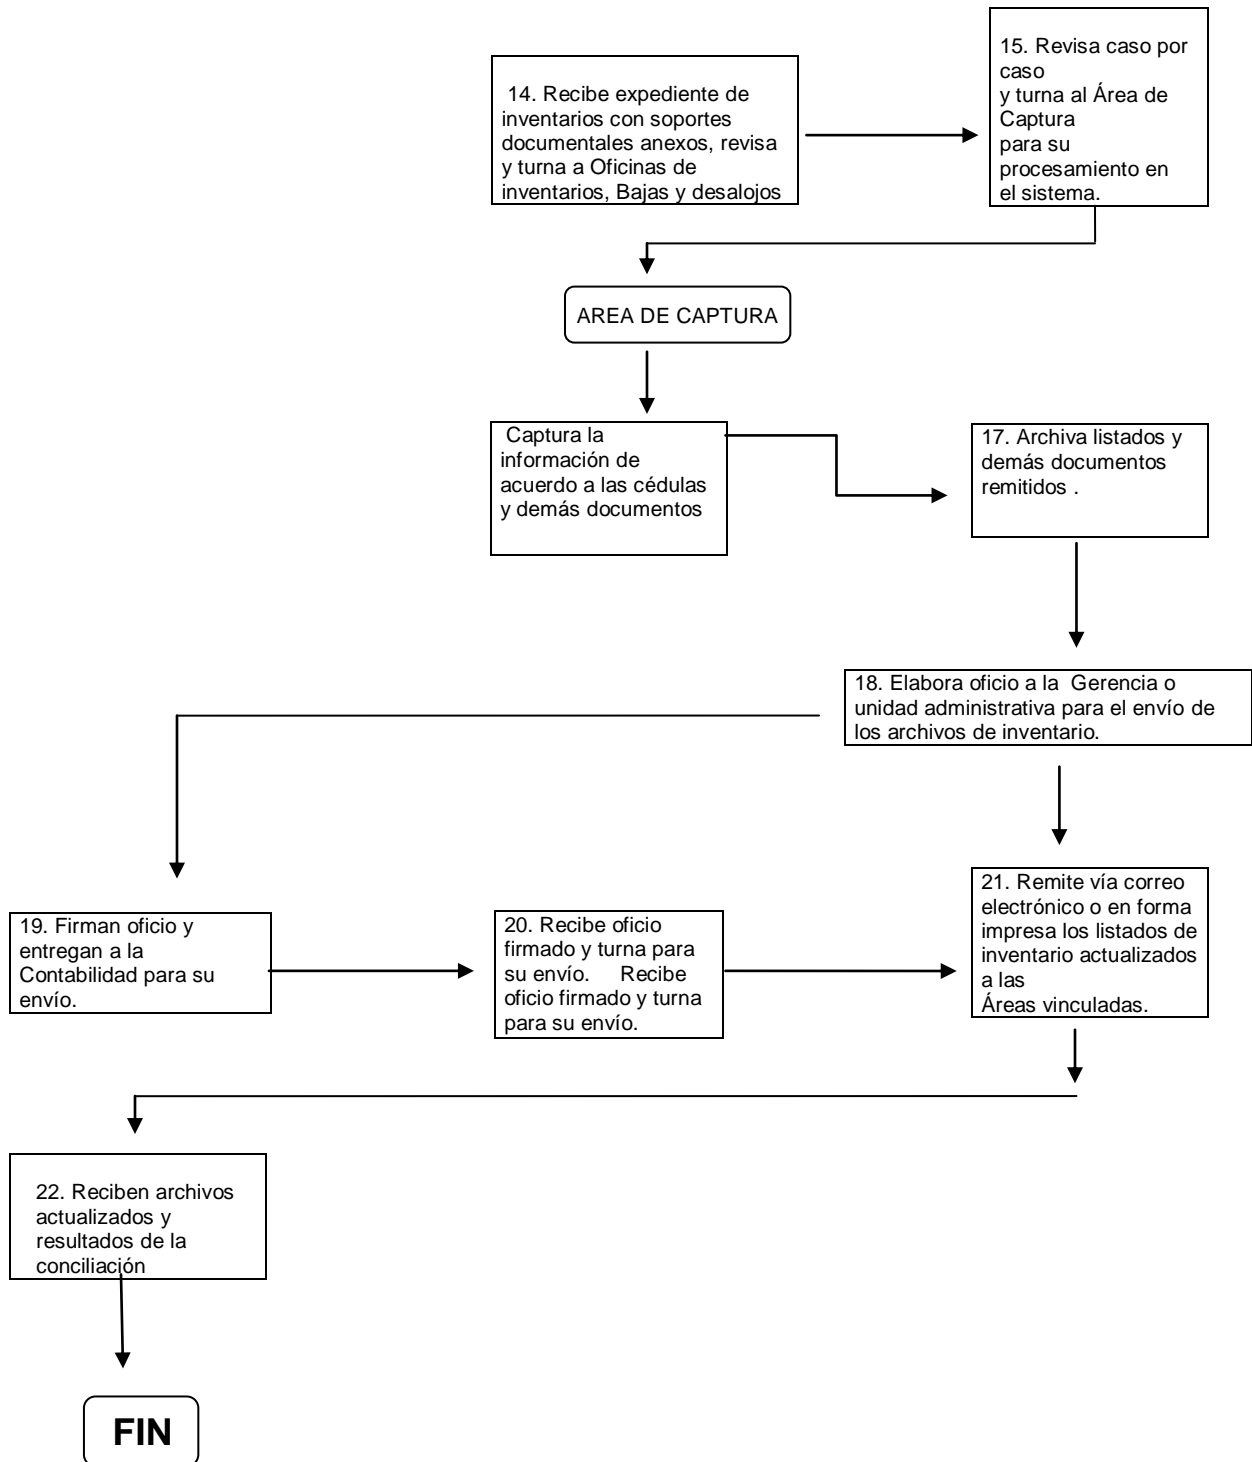 14. Recibe expediente de
inventarios con soportes
documentales anexos, revisa
y turna a Oficinas de
inventarios, Bajas y desalojos
15. Revisa caso por
caso
y turna al Área de
Captura
para su
procesamiento en
el sistema.
AREA DE CAPTURA
Captura la
información de
acuerdo a las cédulas
y demás documentos
17. Archiva listados y
demás documentos
remitidos .
18. Elabora oficio a la Gerencia o
unidad administrativa para el envío de
los archivos de inventario.
19. Firman oficio y
entregan a la
Contabilidad para su
envío.
20. Recibe oficio
firmado y turna para
su envío. Recibe
oficio firmado y turna
para su envío.
21. Remite vía correo
electrónico o en forma
impresa los listados de
inventario actualizados
a las
Áreas vinculadas.
22. Reciben archivos
actualizados y
resultados de la
conciliación
FIN